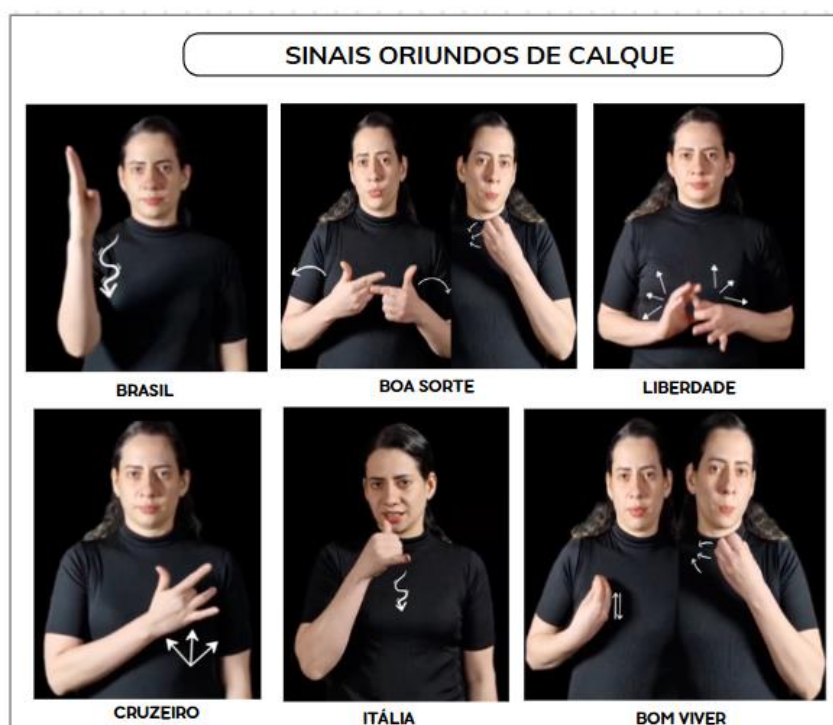 SINAIS ORIUNDOS DE CALQUE
BRASIL
BOA SORTE
LIBERDADE
CRUZEIRO
ITÁLIA
BOM VIVER